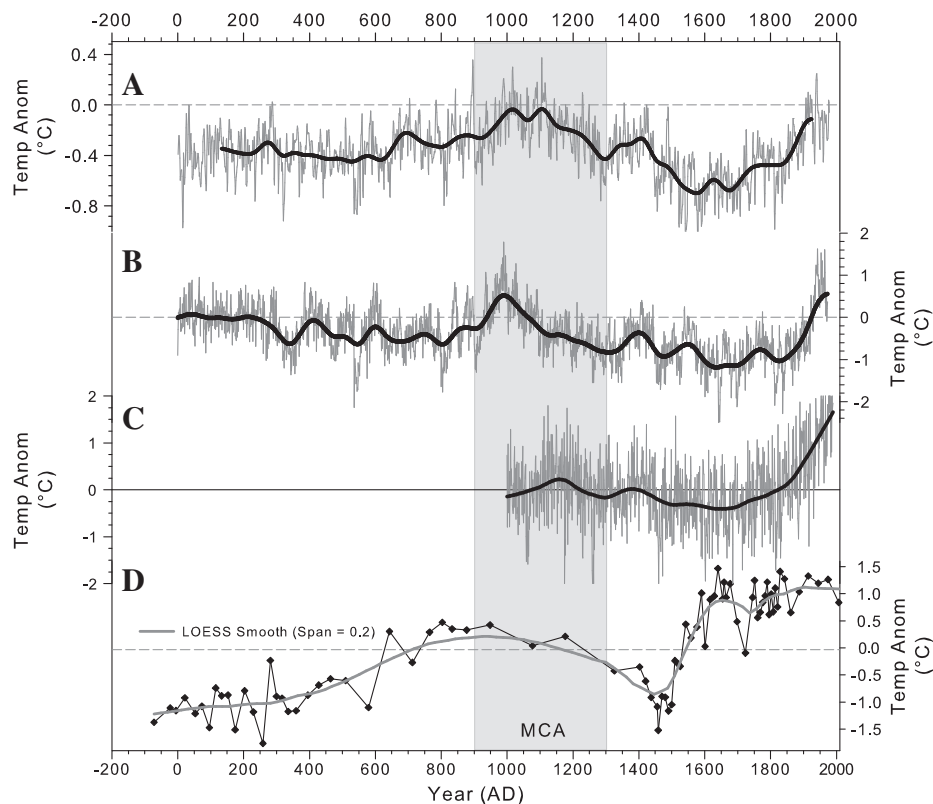 -200 0 200 400 600 800 1000 1200 1400 1600 1800 2000
A
0.4
0.0
-0.4
-0.8
Temp Anom
(°C)
B
2
1
0
-1
-2
Temp Anom
(°C)
C
2
1
0
-1
-2
Temp Anom
(°C)
D
1.5
1.0
0.5
0.0
-0.5
-1.0
-1.5
Temp Anom
(°C)
LOESS Smooth (Span = 0.2)
MCA
-200 0 200 400 600 800 1000 1200 1400 1600 1800 2000
Year (AD)